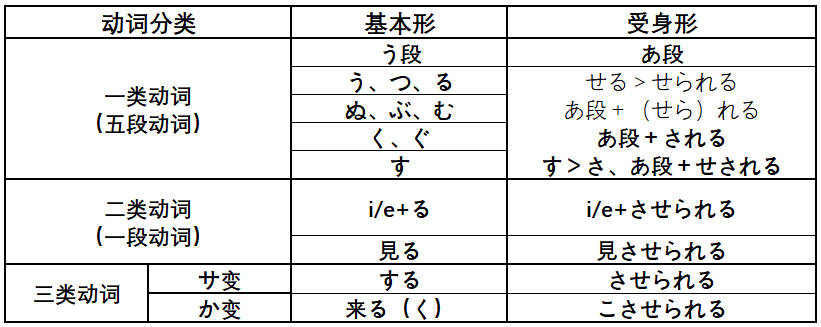 动词分类 基本形 受身形
う段 あ段
一类动词
（五段动词）
う、つ、る せる > せられる
ぬ、ぶ、む あ段 + （せら）れる
く、ぐ あ段＋される
す す＞さ、あ段＋せされる
二类动词
（一段动词）
i/e+る i/e+させられる
見る 見させられる
三类动词 サ变 する させられる
か变 来る（く） こさせられる